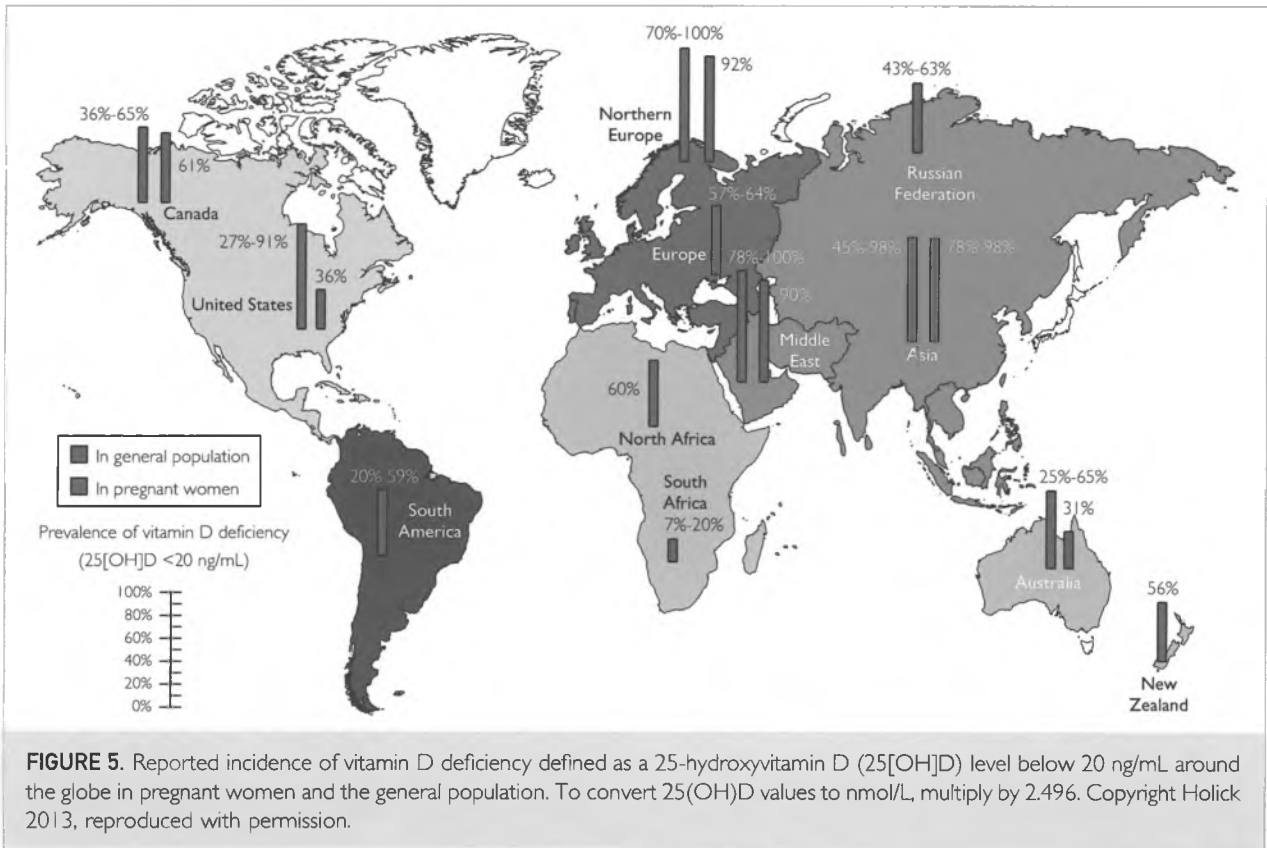 70%-100%
92%
Northern
Europe
43%-63%
Russian
Federation
36%-65%
61%
Canada
27%-91%
36%
United States
57%-64%
Europe
78%-100%
90%
Middle
East
45%-98%
78%-98%
Asia
60%
North Africa
South
Africa
7%-20%
20%-59%
South
America
25%-65%
31%
Australia
56%
New
Zealand
In general population
In pregnant women
Prevalence of vitamin D deficiency
(25[OH]D <20 ng/mL)
100%
80%
60%
40%
20%
0%
FIGURE 5. Reported incidence of vitamin D deficiency defined as a 25-hydroxyvitamin D (25[OH]D) level below 20 ng/mL around
the globe in pregnant women and the general population. To convert 25(OH)D values to nmol/L, multiply by 2.496. Copyright Holick
2013, reproduced with permission.